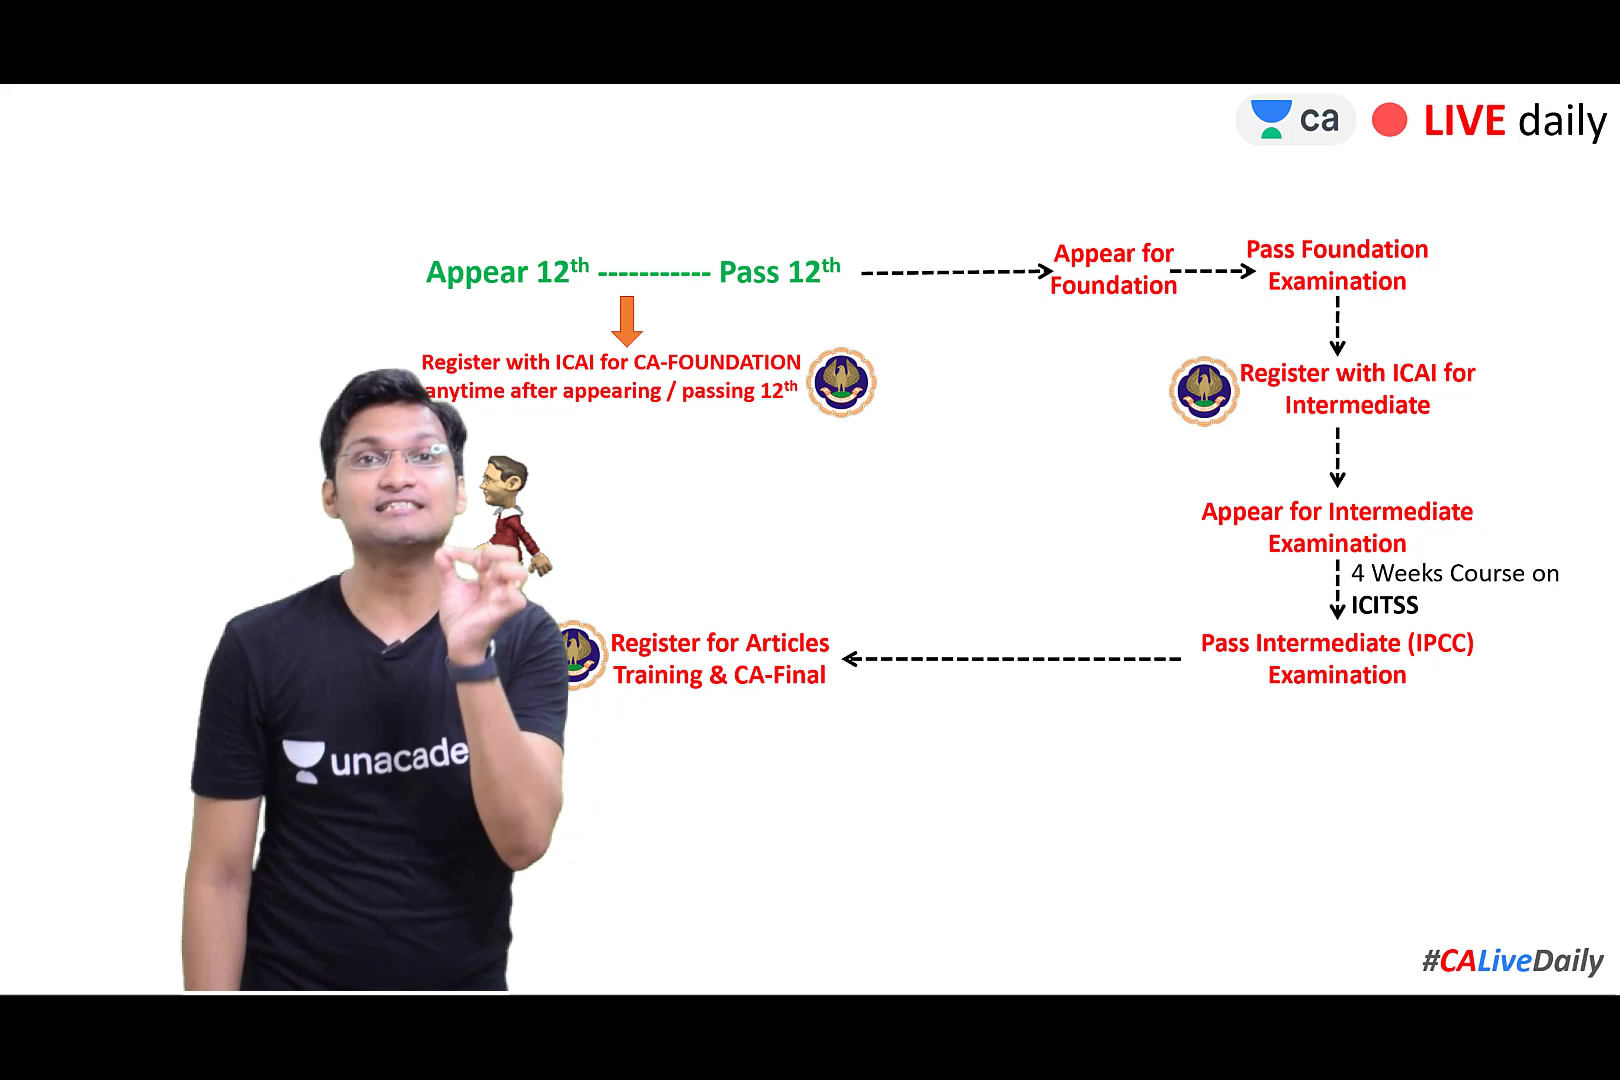 ca LIVE daily
Appear 12th ----------- Pass 12th
Appear for
Foundation
Pass Foundation
Examination
Register with ICAI for CA-FOUNDATION
anytime after appearing / passing 12th
Register with ICAI for
Intermediate
Appear for Intermediate
Examination
4 Weeks Course on
ICITSS
Pass Intermediate (IPCC)
Examination
Register for Articles
Training & CA-Final
unacade
#CALiveDaily